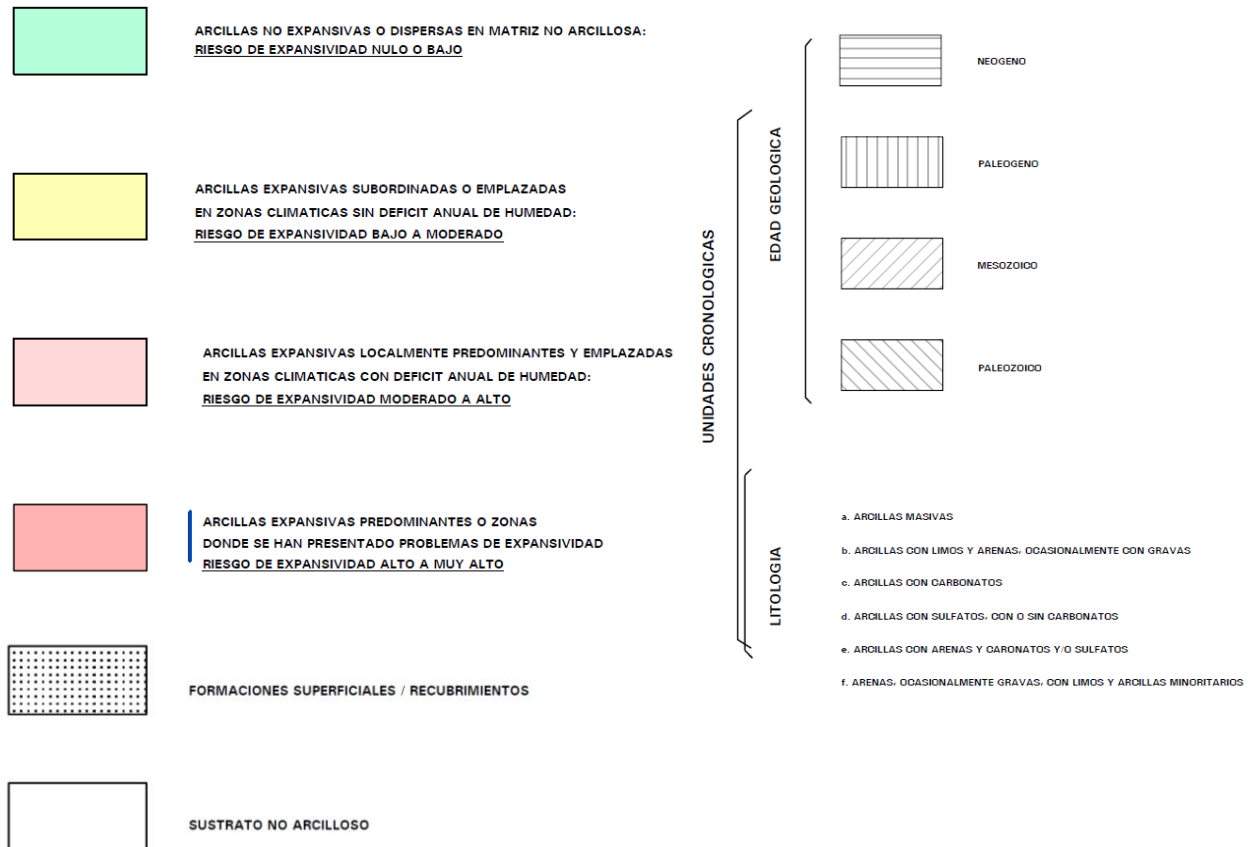 ARCILLAS NO EXPANSIVAS O DISPERSAS EN MATRIZ NO ARCILLOSA:
RIESGO DE EXPANSIVIDAD NULO O BAJO
ARCILLAS EXPANSIVAS SUBORDINADAS O EMPLAZADAS
EN ZONAS CLIMATICAS SIN DEFICIT ANUAL DE HUMEDAD:
RIESGO DE EXPANSIVIDAD BAJO A MODERADO
ARCILLAS EXPANSIVAS LOCALMENTE PREDOMINANTES Y EMPLAZADAS
EN ZONAS CLIMATICAS CON DEFICIT ANUAL DE HUMEDAD:
RIESGO DE EXPANSIVIDAD MODERADO A ALTO
ARCILLAS EXPANSIVAS PREDOMINANTES O ZONAS
DONDE SE HAN PRESENTADO PROBLEMAS DE EXPANSIVIDAD
RIESGO DE EXPANSIVIDAD ALTO A MUY ALTO
FORMACIONES SUPERFICIALES / RECUBRIMIENTOS
SUSTRATO NO ARCILLOSO
UNIDADES CRONOLOGICAS
EDAD GEOLOGICA
NEOGENO
PALEOGENO
MESOZOICO
PALEOZOICO
LITOLOGIA
a. ARCILLAS MASIVAS
b. ARCILLAS CON LIMOS Y ARENAS, OCASIONALMENTE CON GRAVAS
c. ARCILLAS CON CARBONATOS
d. ARCILLAS CON SULFATOS, CON O SIN CARBONATOS
e. ARCILLAS CON ARENAS Y CARONATOS Y/O SULFATOS
f. ARENAS, OCASIONALMENTE GRAVAS, CON LIMOS Y ARCILLAS MINORITARIOS